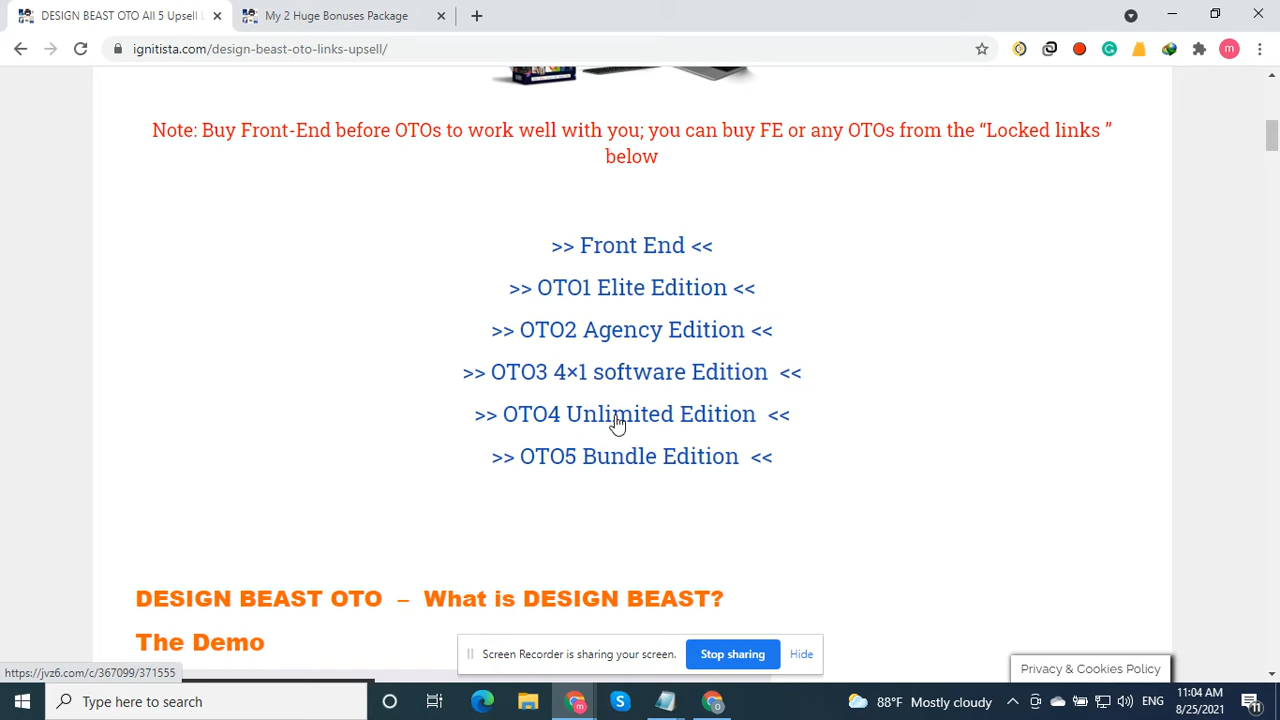 DESIGN BEAST OTO All 5 Upsell
My 2 Huge Bonuses Package
ignitista.com/design-beast-oto-links-upsell/
m
Note: Buy Front-End before OTOs to work well with you; you can buy FE or any OTOs from the “Locked links ”
below
>> Front End <<
>> OTO1 Elite Edition <<
>> OTO2 Agency Edition <<
>> OTO3 4×1 software Edition <<
>> OTO4 Unlimited Edition <<
>> OTO5 Bundle Edition <<
DESIGN BEAST OTO – What is DESIGN BEAST?
The Demo
Screen Recorder is sharing your screen. Stop sharing Hide
https://jvz6.com/c/367099/371555
Privacy & Cookies Policy
Type here to search
88°F Mostly cloudy
ENG
11:04 AM
8/25/2021